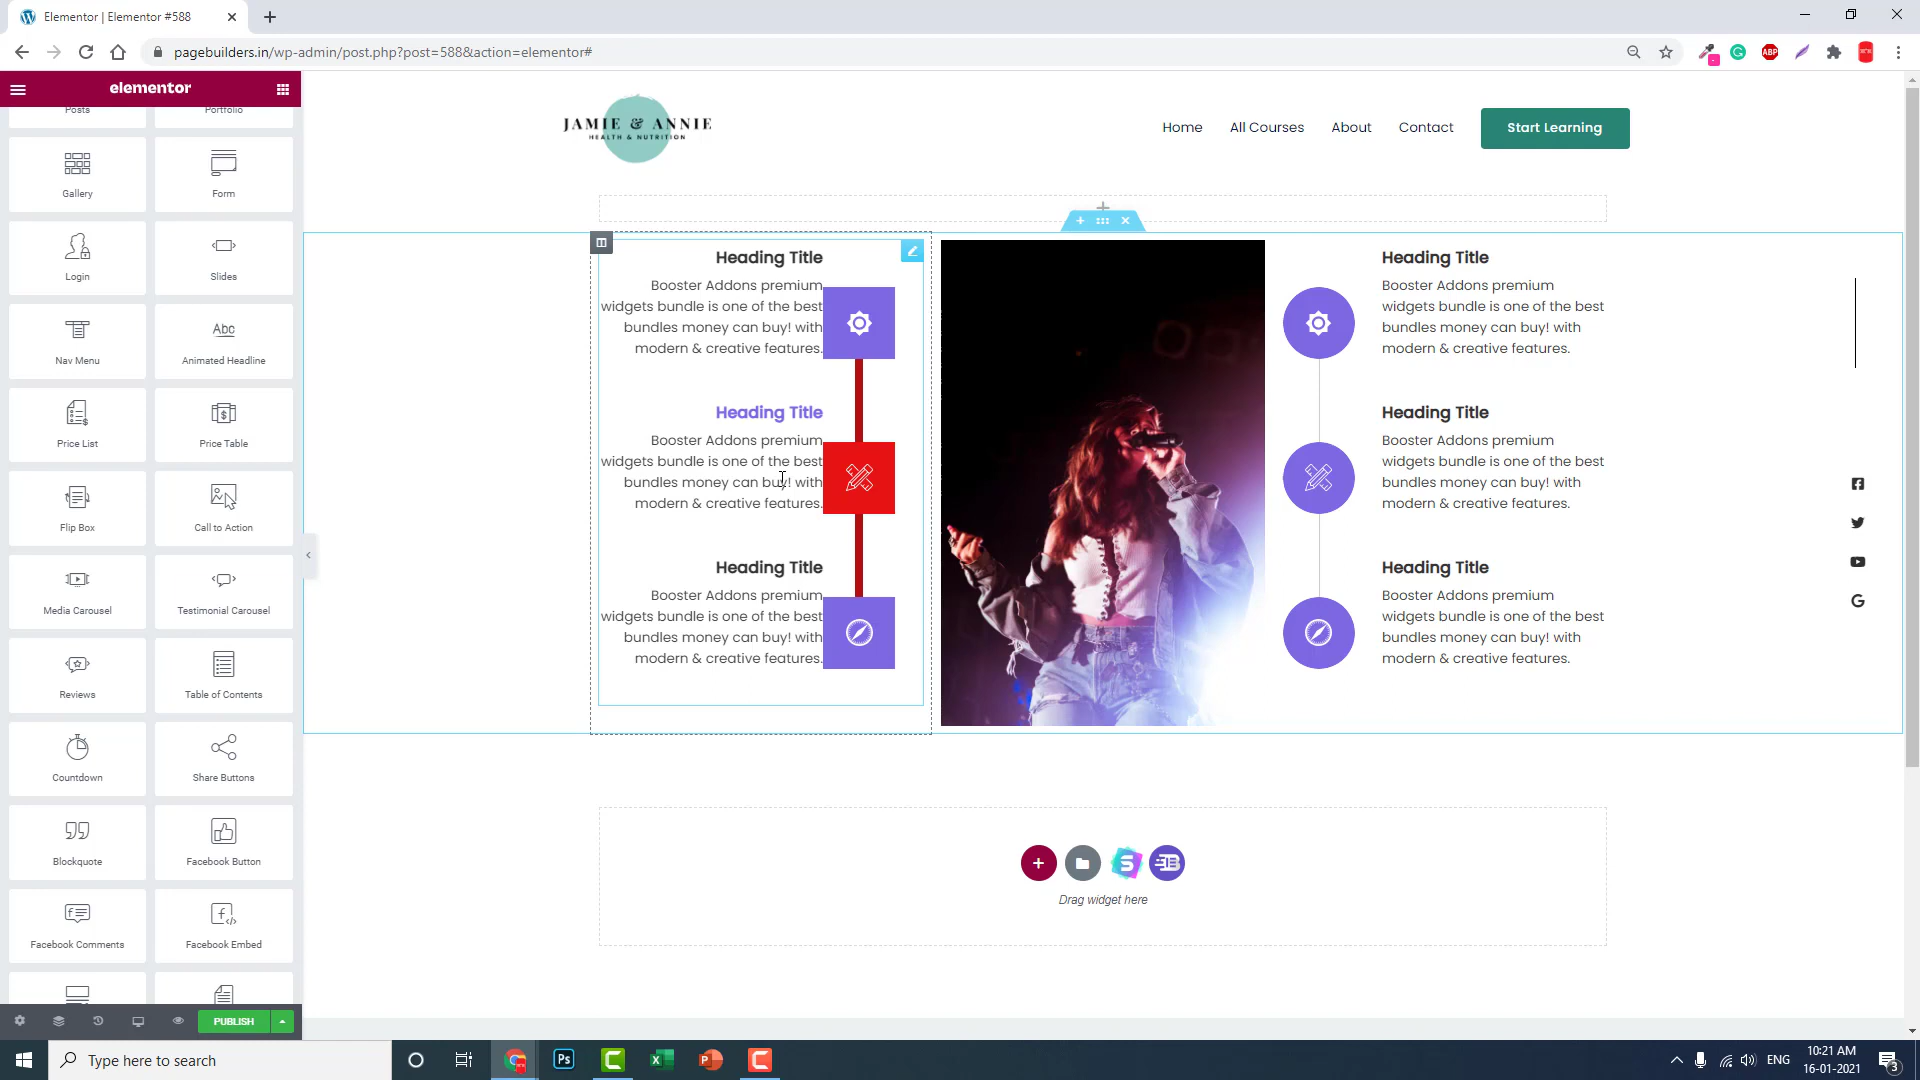 Elementor | Elementor #588
pagebuilders.in/wp-admin/post.php?post=588&action=elementor#
ABP
elementor
Posts
Portfolio
Gallery
Form
Login
Slides
Nav Menu
Abc
Animated Headline
Price List
Price Table
Flip Box
Call to Action
Media Carousel
Testimonial Carousel
Reviews
Table of Contents
Countdown
Share Buttons
Blockquote
Facebook Button
Facebook Comments
Facebook Embed
PUBLISH
JAMIE & ANNIE
HEALTH & NUTRITION
Home
All Courses
About
Contact
Start Learning
Heading Title
Booster Addons premium
widgets bundle is one of the best
bundles money can buy! with
modern & creative features.
Heading Title
Booster Addons premium
widgets bundle is one of the best
bundles money can buy! with
modern & creative features.
Heading Title
Booster Addons premium
widgets bundle is one of the best
bundles money can buy! with
modern & creative features.
Heading Title
Booster Addons premium
widgets bundle is one of the best
bundles money can buy! with
modern & creative features.
Heading Title
Booster Addons premium
widgets bundle is one of the best
bundles money can buy! with
modern & creative features.
Heading Title
Booster Addons premium
widgets bundle is one of the best
bundles money can buy! with
modern & creative features.
Drag widget here
Type here to search
Ps
ENG
10:21 AM
16-01-2021
3